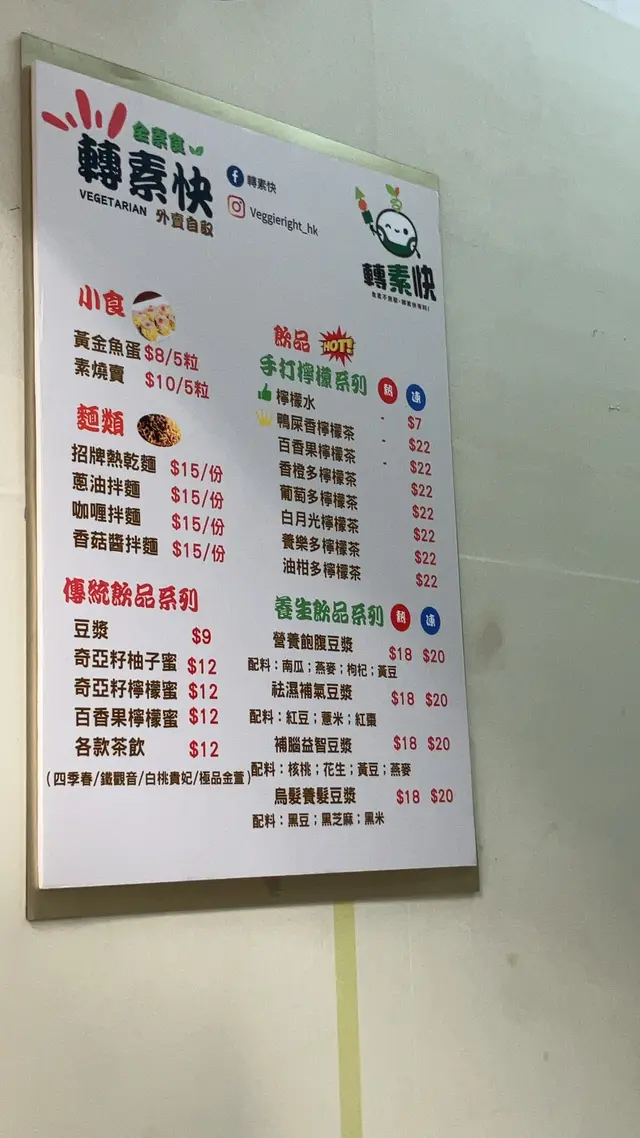 全素食
轉素快
VEGETARIAN 外賣自取
轉素快
Veggieright_hk
轉素快
小食
黃金魚蛋 $8/5粒
素燒賣 $10/5粒
麵類
招牌熱乾麵 $15/份
蔥油拌麵 $15/份
咖喱拌麵 $15/份
香菇醬拌麵 $15/份
傳統飲品系列
豆漿 $9
奇亞籽柚子蜜 $12
奇亞籽檸檬蜜 $12
百香果檸檬蜜 $12
各款茶飲 $12
(四季春/鐵觀音/白桃貴妃/極品金萱)
飲品 HOT!
手打檸檬系列 熱 凍
檸檬水 - $7
鴨屎香檸檬茶 - $22
百香果檸檬茶 - $22
香橙多檸檬茶 $22
葡萄多檸檬茶 $22
白月光檸檬茶 $22
養樂多檸檬茶 $22
油柑多檸檬茶 $22
養生飲品系列 熱 凍
營養飽腹豆漿 $18 $20
配料：南瓜；燕麥；枸杞；黃豆
祛濕補氣豆漿 $18 $20
配料：紅豆；薏米；紅棗
補腦益智豆漿 $18 $20
配料：核桃；花生；黃豆；燕麥
烏髮養髮豆漿 $18 $20
配料：黑豆；黑芝麻；黑米